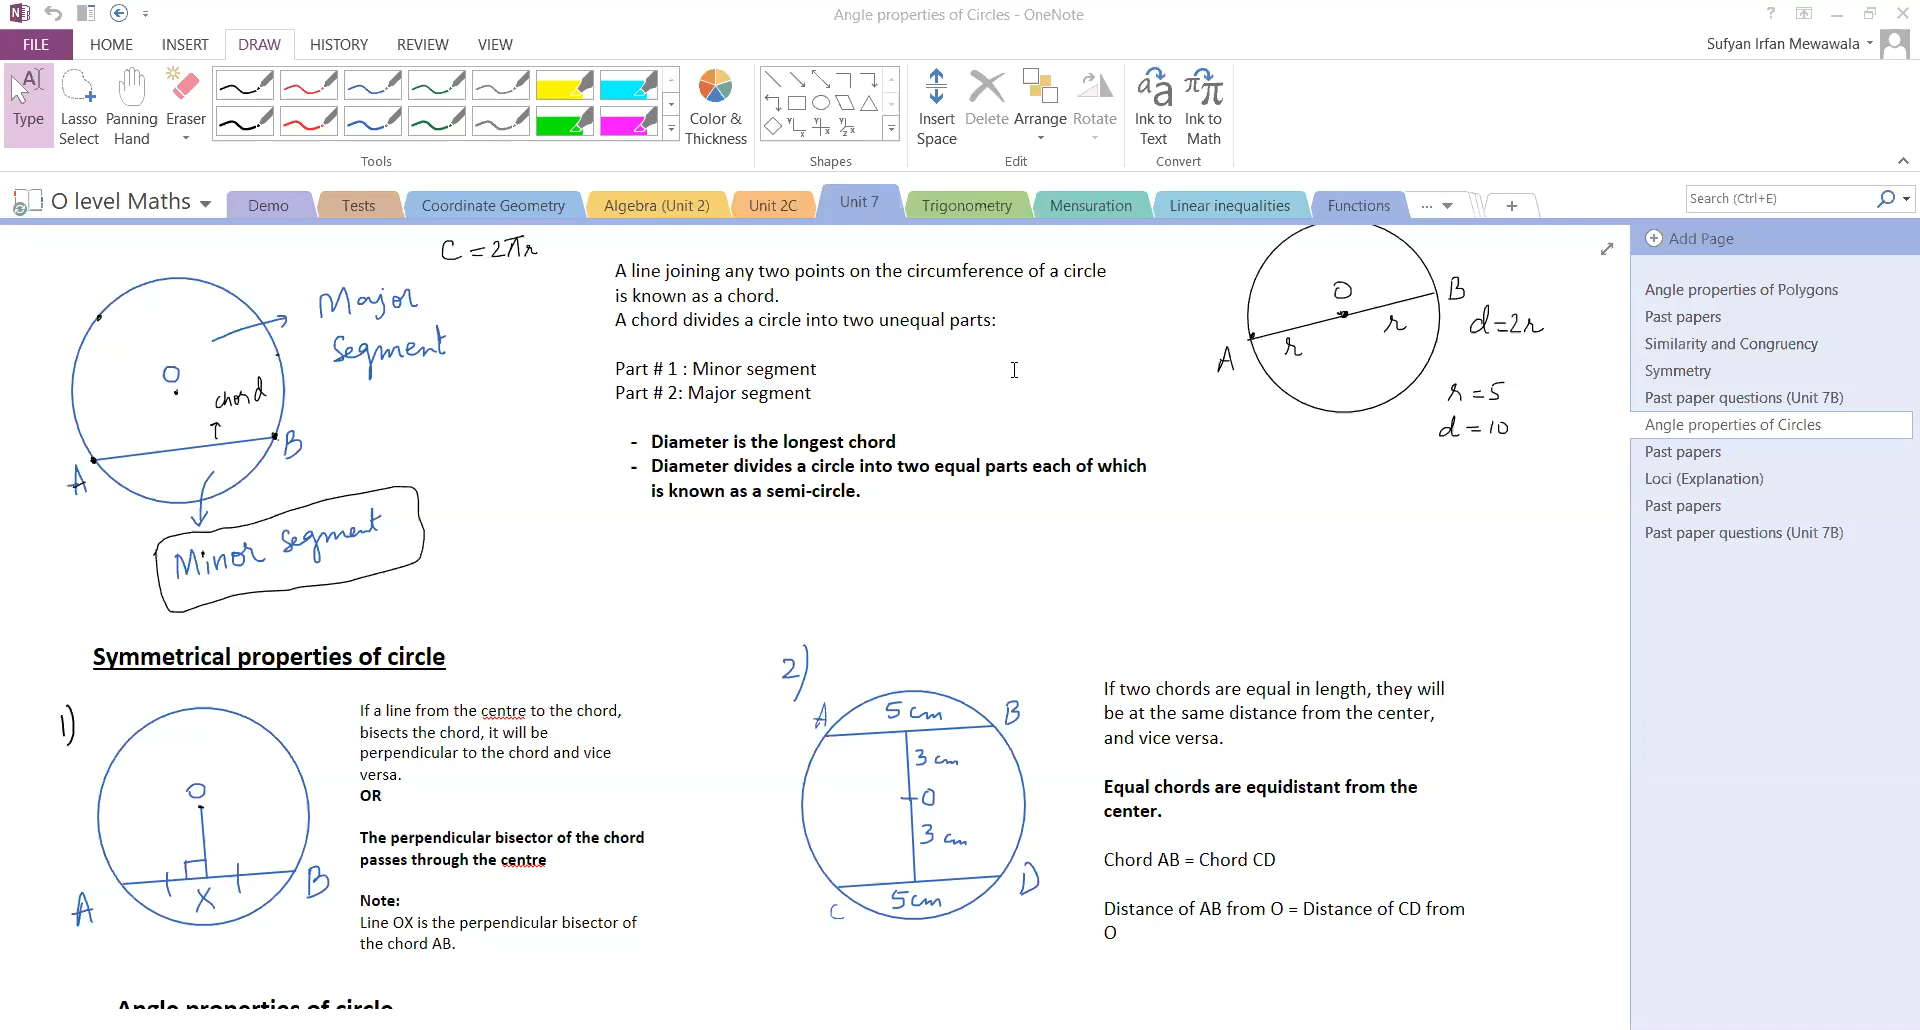 Angle properties of Circles - OneNote
FILE HOME INSERT DRAW HISTORY REVIEW VIEW
Sufyan Irfan Mewawala
Type
Lasso Select
Panning Hand
Eraser
Color & Thickness
Insert Space
Delete
Arrange
Rotate
Ink to Text
Ink to Math
Tools
Shapes
Edit
Convert
O level Maths
Demo
Tests
Coordinate Geometry
Algebra (Unit 2)
Unit 2C
Unit 7
Trigonometry
Mensuration
Linear inequalities
Functions
Search (Ctrl+E)
Add Page
Angle properties of Polygons
Past papers
Similarity and Congruency
Symmetry
Past paper questions (Unit 7B)
Angle properties of Circles
Past papers
Loci (Explanation)
Past papers
Past paper questions (Unit 7B)
C = 2πr
Major
segment
O
chord
A
B
Minor segment
A line joining any two points on the circumference of a circle
is known as a chord.
A chord divides a circle into two unequal parts:
Part # 1 : Minor segment
Part # 2: Major segment
- Diameter is the longest chord
- Diameter divides a circle into two equal parts each of which
is known as a semi-circle.
O
B
r
r
A
d=2r
r = 5
d = 10
Symmetrical properties of circle
1)
O
A
X
B
If a line from the centre to the chord,
bisects the chord, it will be
perpendicular to the chord and vice
versa.
OR
The perpendicular bisector of the chord
passes through the centre
Note:
Line OX is the perpendicular bisector of
the chord AB.
2)
A
5 cm
B
3 cm
O
3 cm
C
5cm
D
If two chords are equal in length, they will
be at the same distance from the center,
and vice versa.
Equal chords are equidistant from the
center.
Chord AB = Chord CD
Distance of AB from O = Distance of CD from
O
Angle properties of circle